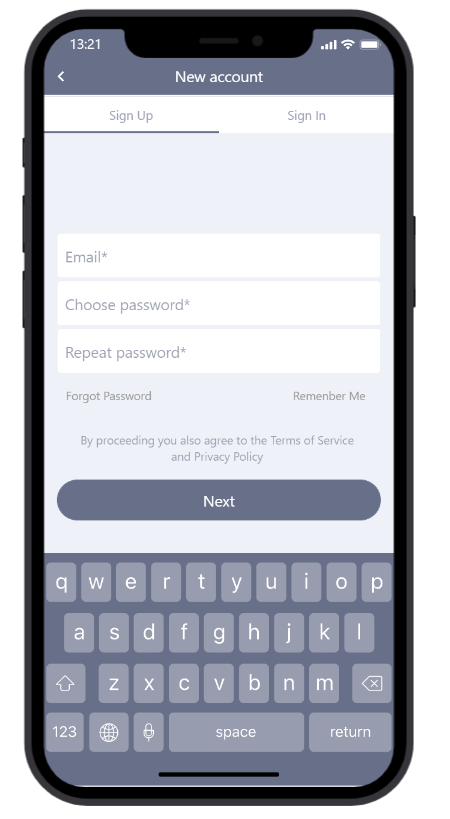 13:21
New account
Sign Up Sign In
Email*
Choose password*
Repeat password*
Forgot Password Remember Me
By proceeding you also agree to the Terms of Service
and Privacy Policy
Next
q w e r t y u i o p
a s d f g h j k l
z x c v b n m
123 space return